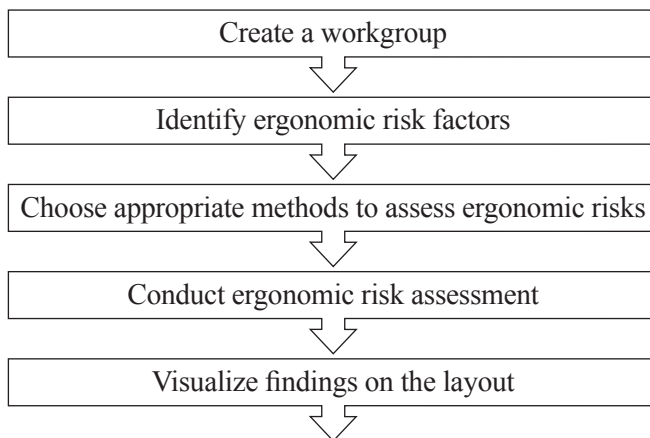 Create a workgroup
Identify ergonomic risk factors
Choose appropriate methods to assess ergonomic risks
Conduct ergonomic risk assessment
Visualize findings on the layout